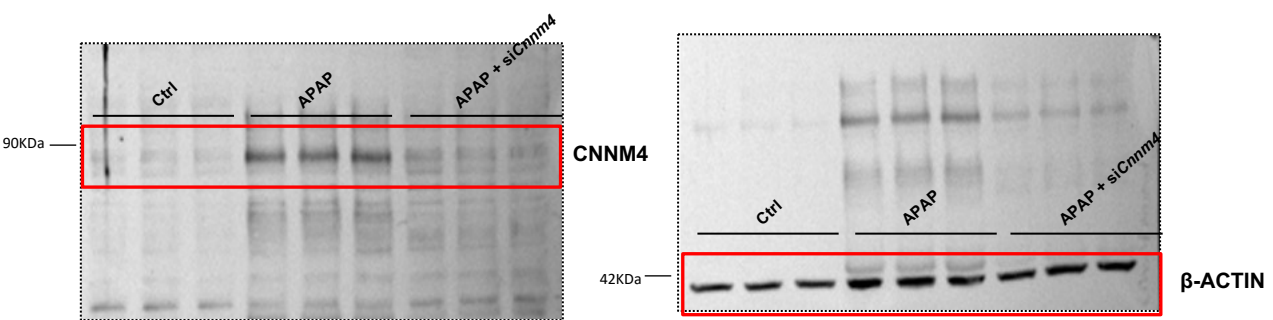 Ctrl
APAP
APAP + siCnnm4
90KDa
CNNM4
Ctrl
APAP
APAP + siCnnm4
42KDa
β-ACTIN